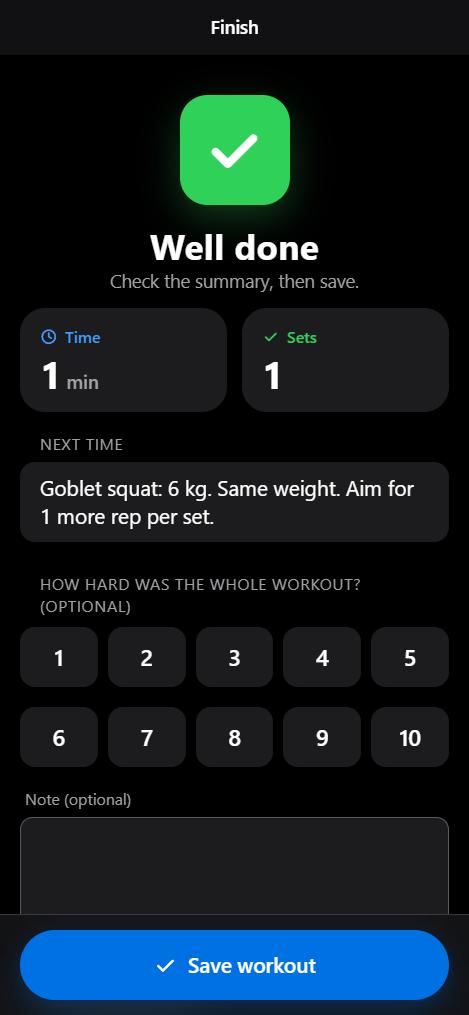 Finish
Well done
Check the summary, then save.
Time
1 min
Sets
1
NEXT TIME
Goblet squat: 6 kg. Same weight. Aim for
1 more rep per set.
HOW HARD WAS THE WHOLE WORKOUT?
(OPTIONAL)
1 2 3 4 5
6 7 8 9 10
Note (optional)
Save workout